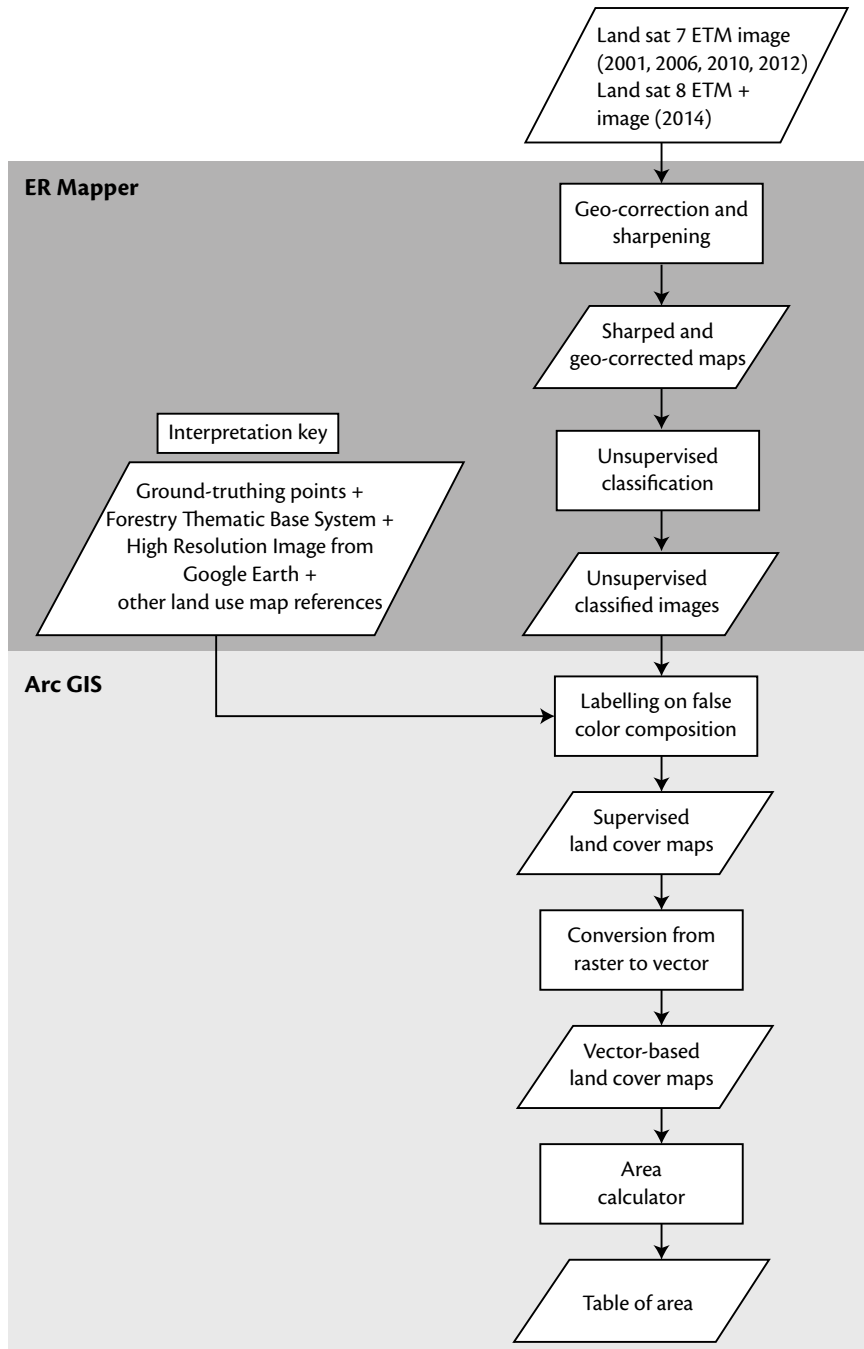 Land sat 7 ETM image
(2001, 2006, 2010, 2012)
Land sat 8 ETM +
image (2014)
ER Mapper
Geo-correction and
sharpening
Sharped and
geo-corrected maps
Interpretation key
Ground-truthing points +
Forestry Thematic Base System +
High Resolution Image from
Google Earth +
other land use map references
Unsupervised
classification
Unsupervised
classified images
Arc GIS
Labelling on false
color composition
Supervised
land cover maps
Conversion from
raster to vector
Vector-based
land cover maps
Area
calculator
Table of area